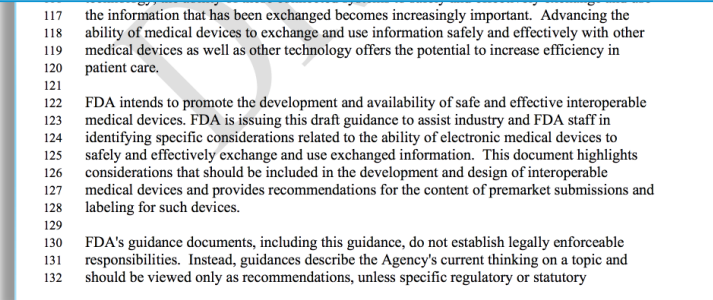 117 the information that has been exchanged becomes increasingly important.  Advancing the
118 ability of medical devices to exchange and use information safely and effectively with other
119 medical devices as well as other technology offers the potential to increase efficiency in
120 patient care.
121
122 FDA intends to promote the development and availability of safe and effective interoperable
123 medical devices. FDA is issuing this draft guidance to assist industry and FDA staff in
124 identifying specific considerations related to the ability of electronic medical devices to
125 safely and effectively exchange and use exchanged information.  This document highlights
126 considerations that should be included in the development and design of interoperable
127 medical devices and provides recommendations for the content of premarket submissions and
128 labeling for such devices.
129
130 FDA's guidance documents, including this guidance, do not establish legally enforceable
131 responsibilities.  Instead, guidances describe the Agency's current thinking on a topic and
132 should be viewed only as recommendations, unless specific regulatory or statutory